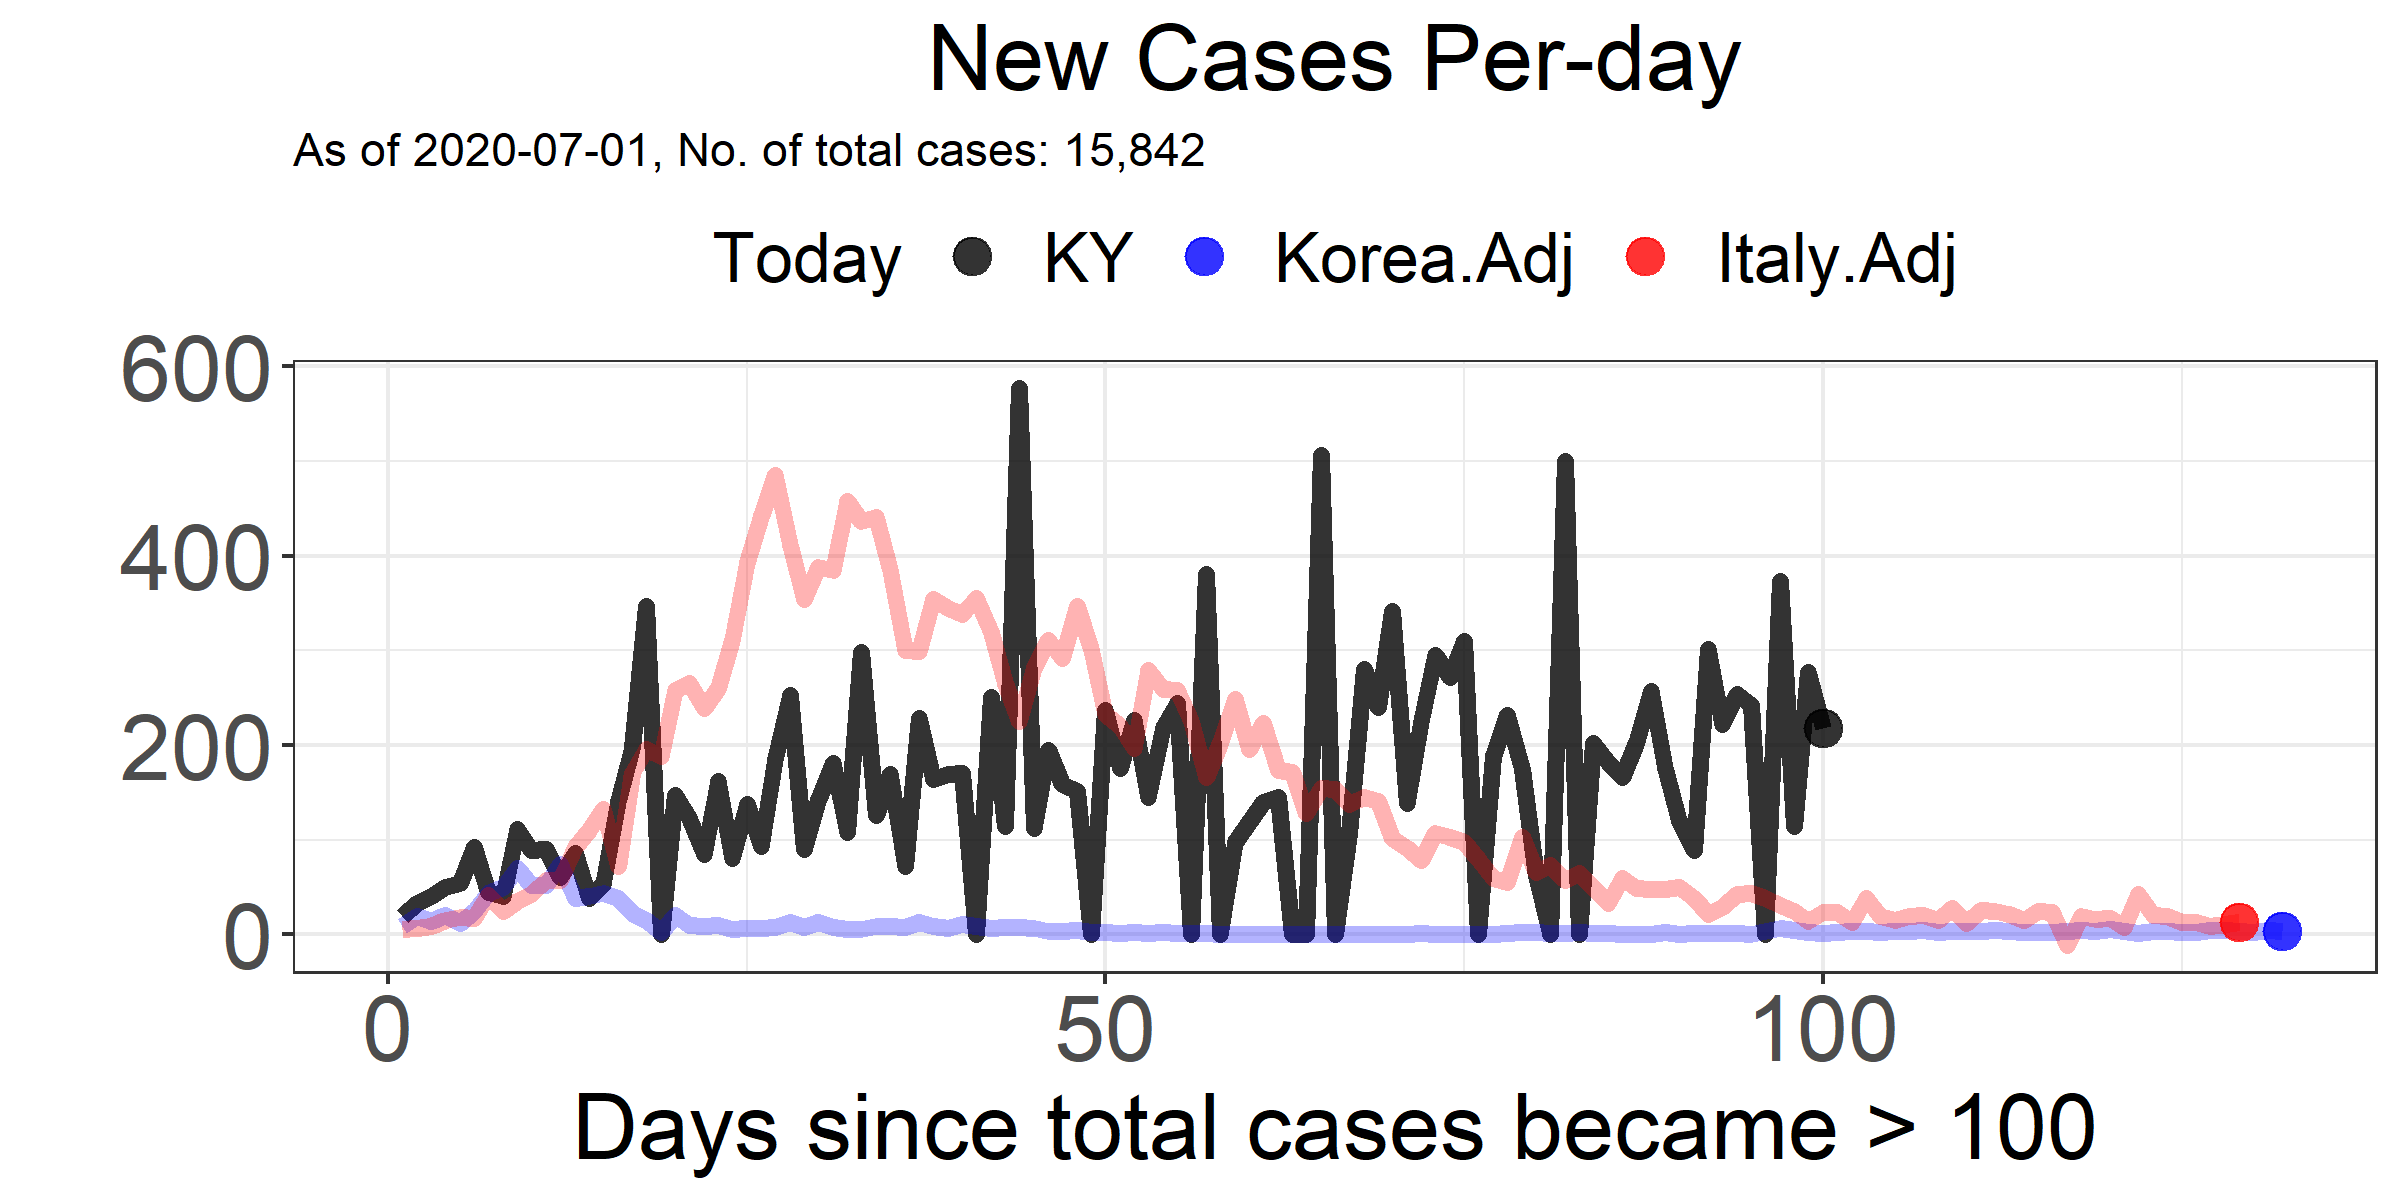 New Cases Per-day
As of 2020-07-01, No. of total cases: 15,842
Today KY Korea.Adj Italy.Adj
600
400
200
0
0 50 100
Days since total cases became > 100